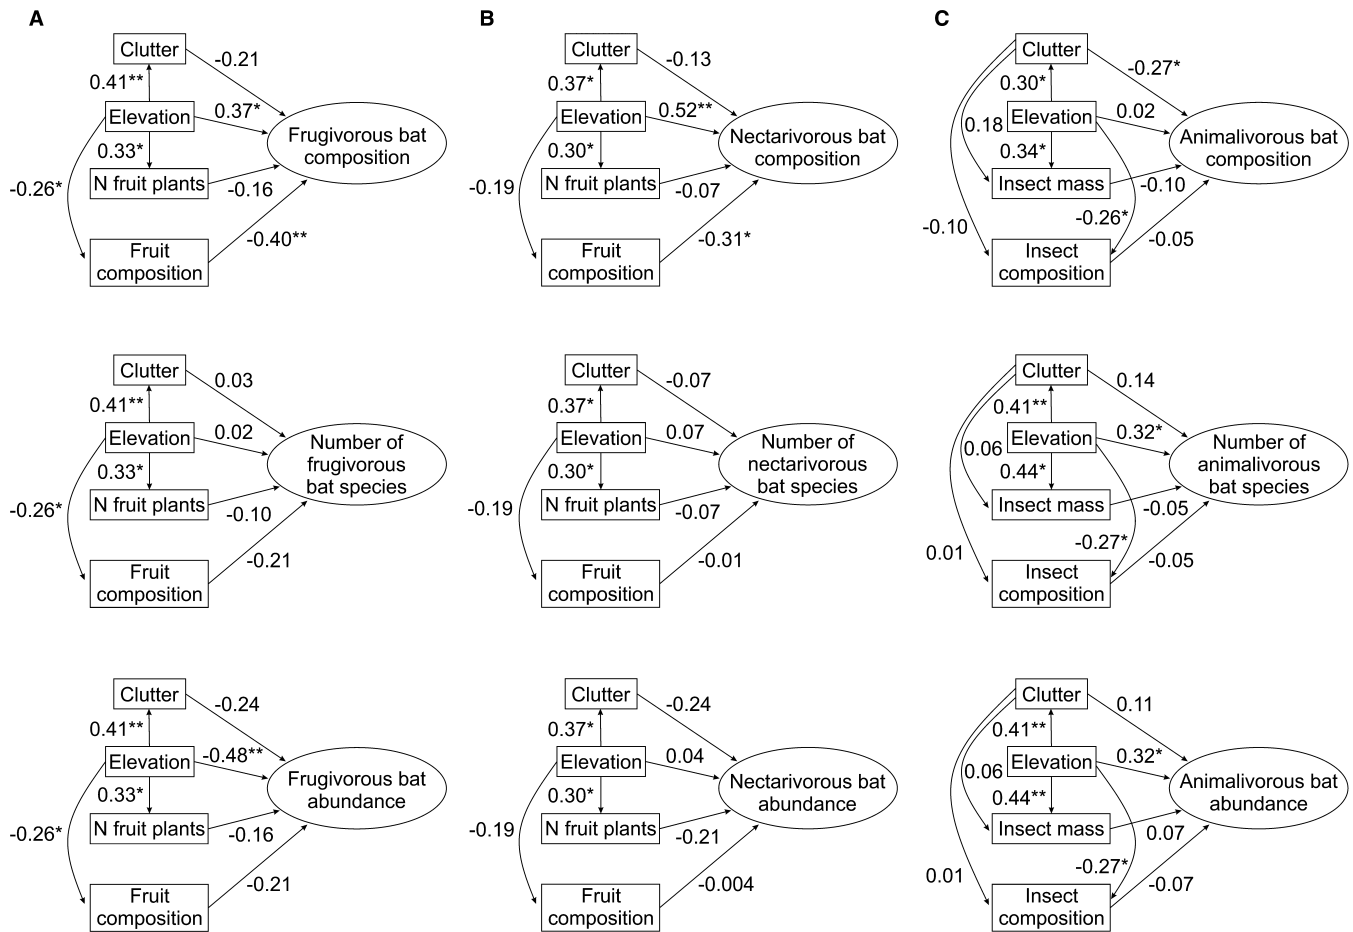 A
Clutter
-0.21
0.41**
Elevation
0.37*
Frugivorous bat
composition
0.33*
-0.26*
N fruit plants
-0.16
-0.40**
Fruit
composition
Clutter
0.03
0.41**
Elevation
0.02
Number of
frugivorous
bat species
0.33*
-0.26*
N fruit plants
-0.10
-0.21
Fruit
composition
Clutter
-0.24
0.41**
Elevation
-0.48**
Frugivorous bat
abundance
0.33*
-0.26*
N fruit plants
-0.16
-0.21
Fruit
composition
B
Clutter
-0.13
0.37*
Elevation
0.52**
Nectarivorous bat
composition
0.30*
-0.19
N fruit plants
-0.07
-0.31*
Fruit
composition
Clutter
-0.07
0.37*
Elevation
0.07
Number of
nectarivorous
bat species
0.30*
-0.19
N fruit plants
-0.07
-0.01
Fruit
composition
Clutter
-0.24
0.37*
Elevation
0.04
Nectarivorous bat
abundance
0.30*
-0.19
N fruit plants
-0.21
-0.004
Fruit
composition
C
Clutter
-0.27*
0.30*
Elevation
0.02
0.18
Animalivorous bat
composition
0.34*
Insect mass
-0.10
-0.26*
-0.10
-0.05
Insect
composition
Clutter
0.14
0.41**
Elevation
0.32*
0.06
Number of
animalivorous
bat species
0.44*
Insect mass
-0.05
-0.27*
0.01
-0.05
Insect
composition
Clutter
0.11
0.41**
Elevation
0.32*
0.06
Animalivorous bat
abundance
0.44**
Insect mass
0.07
-0.27*
0.01
-0.07
Insect
composition